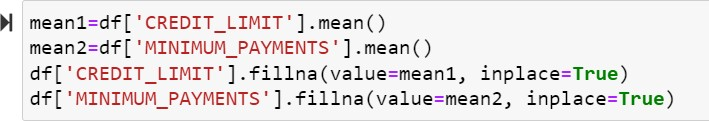 mean1=df['CREDIT_LIMIT'].mean()
mean2=df['MINIMUM_PAYMENTS'].mean()
df['CREDIT_LIMIT'].fillna(value=mean1, inplace=True)
df['MINIMUM_PAYMENTS'].fillna(value=mean2, inplace=True)